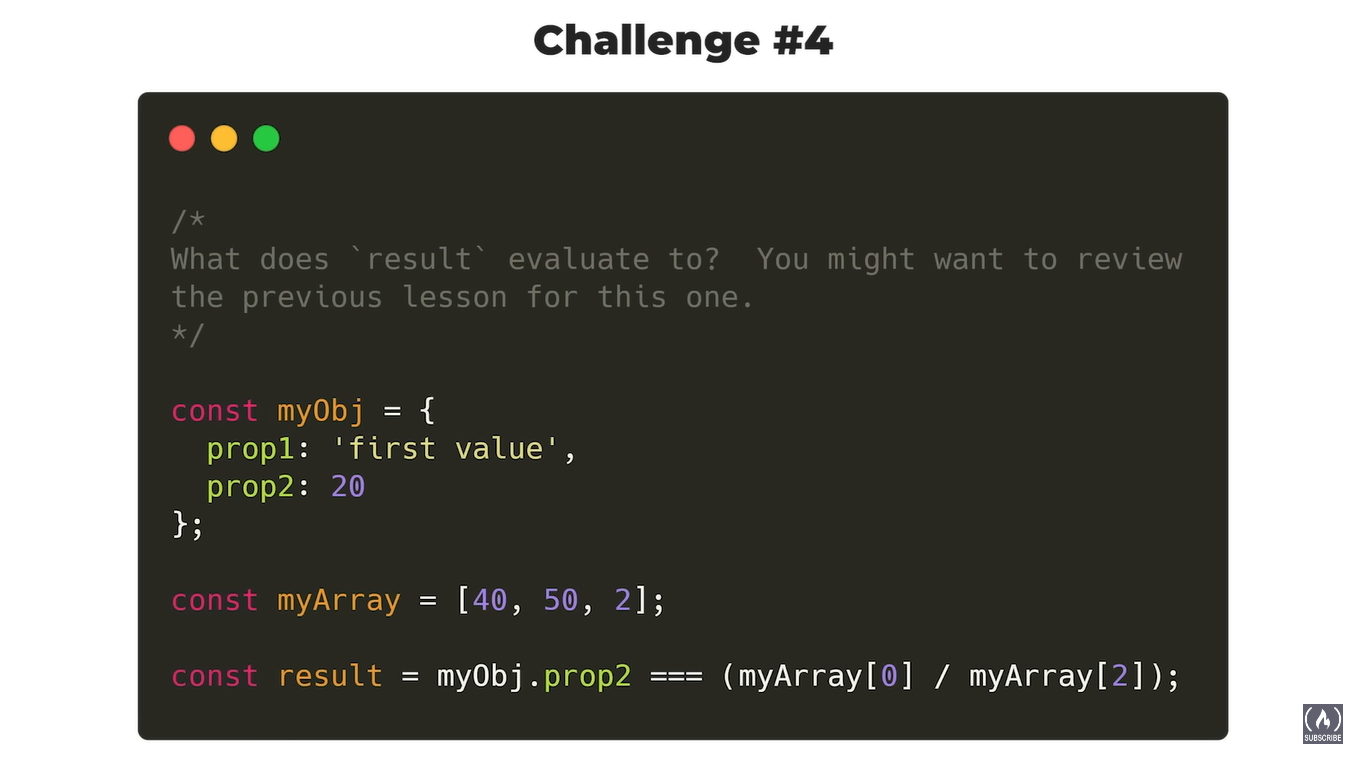 Challenge #4
/*
What does `result` evaluate to?  You might want to review
the previous lesson for this one.
*/
const myObj = {
  prop1: 'first value',
  prop2: 20
};
const myArray = [40, 50, 2];
const result = myObj.prop2 === (myArray[0] / myArray[2]);
SUBSCRIBE